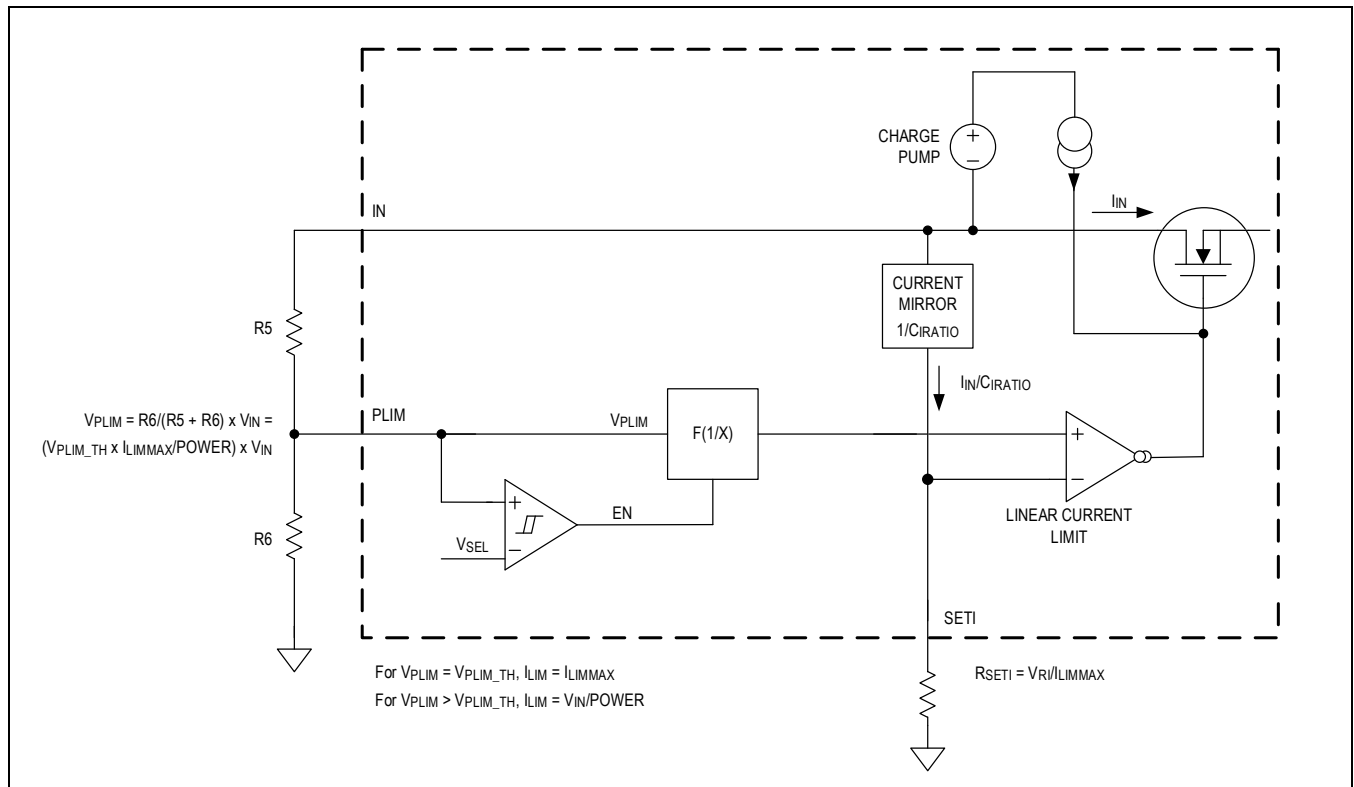 CHARGE
PUMP
+
−
IN
IIN
CURRENT
MIRROR
1/CIRATIO
R5
IIN/CIRATIO
VPLIM = R6/(R5 + R6) x VIN =
(VPLIM_TH x ILIMMAX/POWER) x VIN
PLIM
VPLIM
F(1/X)
+
−
LINEAR CURRENT
LIMIT
+
−
EN
VSEL
R6
SETI
For VPLIM = VPLIM_TH, ILIM = ILIMMAX
For VPLIM > VPLIM_TH, ILIM = VIN/POWER
RSETI = VRI/ILIMMAX